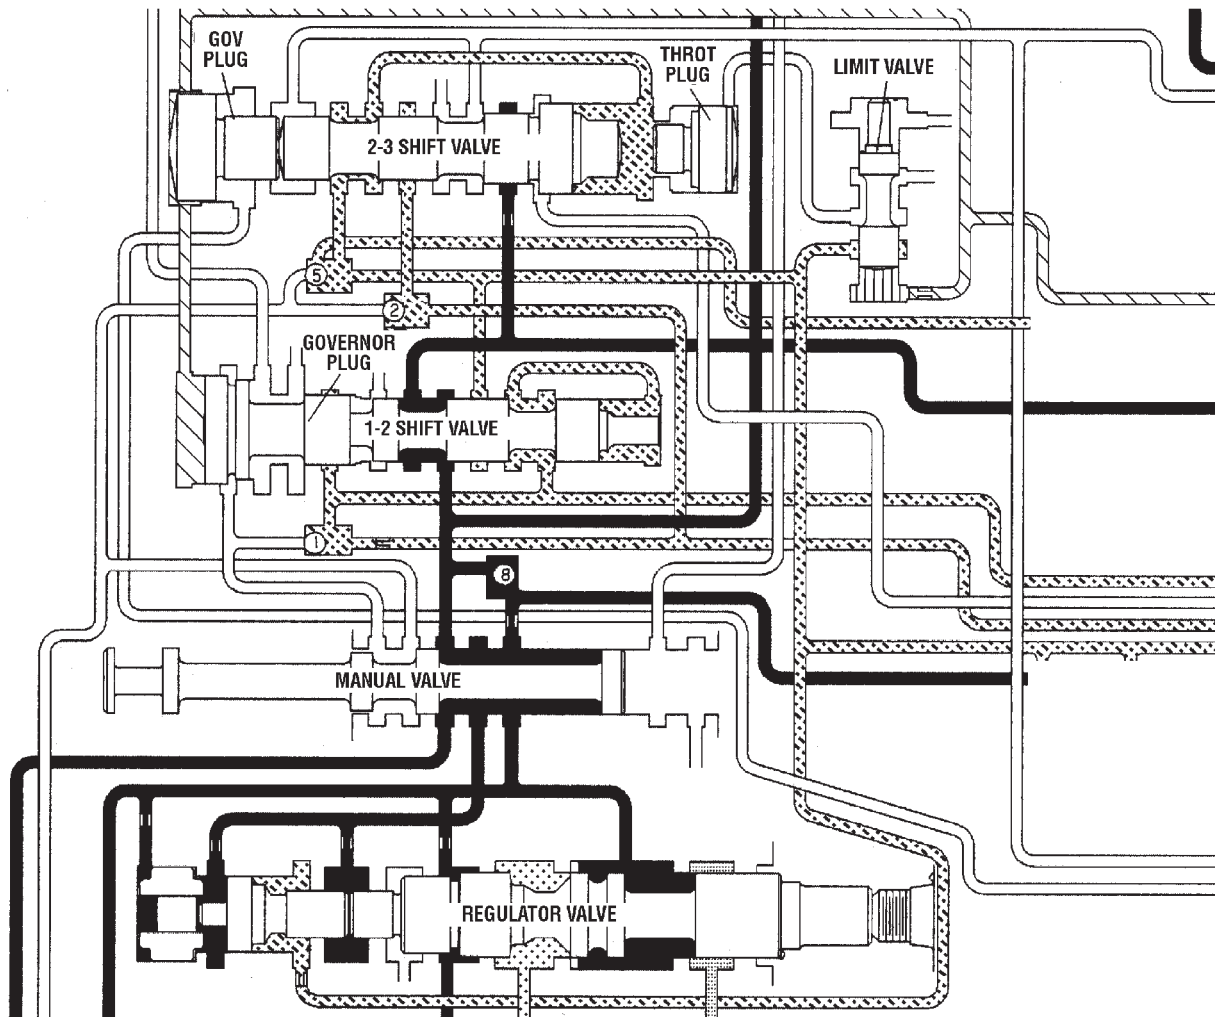 GOV
PLUG
THROT
PLUG
LIMIT VALVE
2-3 SHIFT VALVE
5
2
GOVERNOR
PLUG
1-2 SHIFT VALVE
1
8
MANUAL VALVE
REGULATOR VALVE